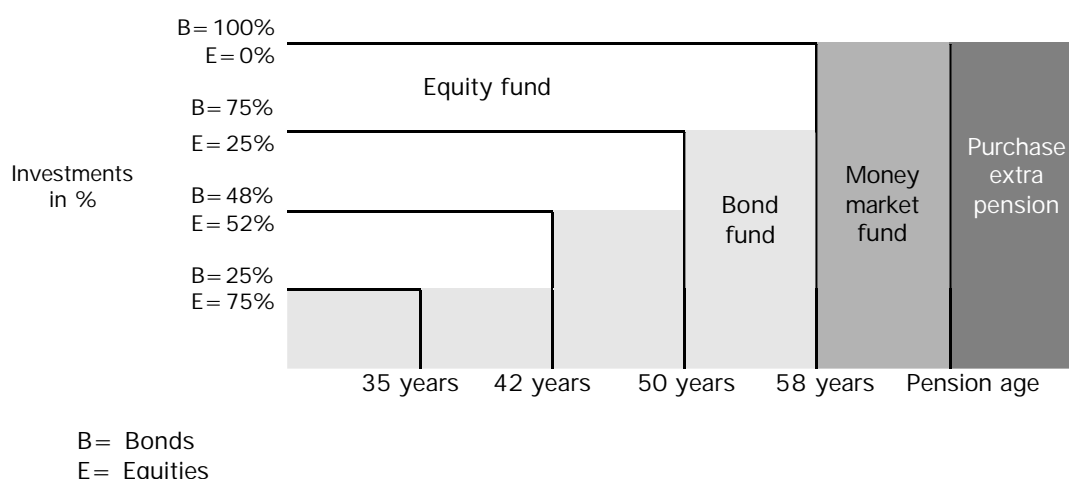 B= 100%
E= 0%
Equity fund
B= 75%
E= 25%
Investments
in %
B= 48%
E= 52%
B= 25%
E= 75%
Bond
fund
Money
market
fund
Purchase
extra
pension
35 years
42 years
50 years
58 years
Pension age
B= Bonds
E= Equities